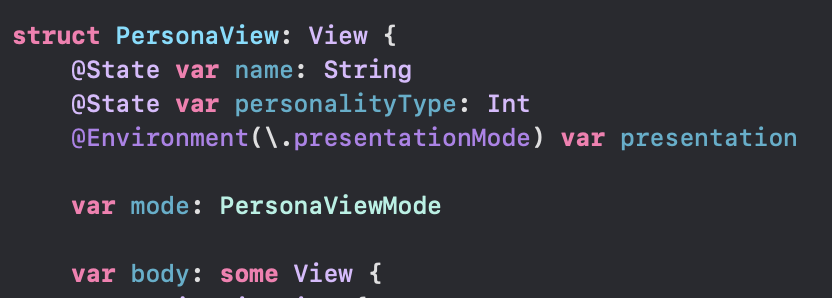 struct PersonaView: View {
@State var name: String
@State var personalityType: Int
@Environment(\.presentationMode) var presentation
var mode: PersonaViewMode
var body: some View {